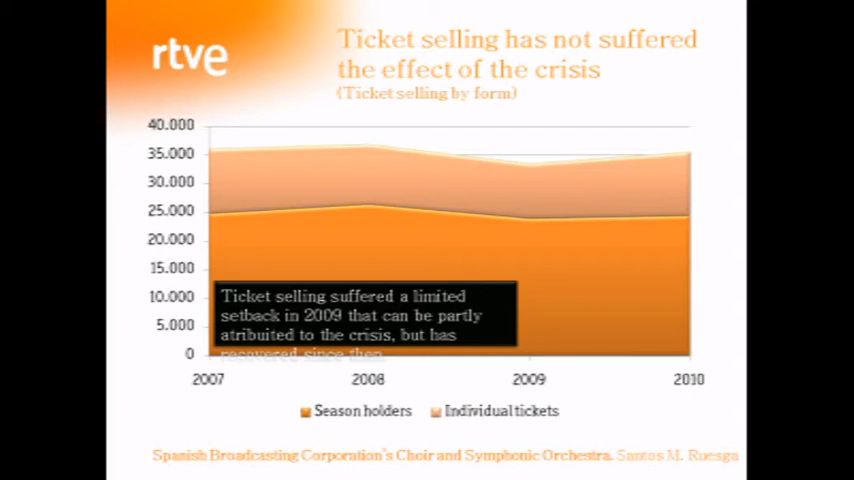 rtve
Ticket selling has not suffered
the effect of the crisis
(Ticket selling by form)
40.000
35.000
30.000
25.000
20.000
15.000
10.000
5.000
0
Ticket selling suffered a limited
setback in 2009 that can be partly
atribuited to the crisis, but has
recovered since then.
2007 2008 2009 2010
Season holders Individual tickets
Spanish Broadcasting Corporation's Choir and Symphonic Orchestra. Santos M. Ruesga